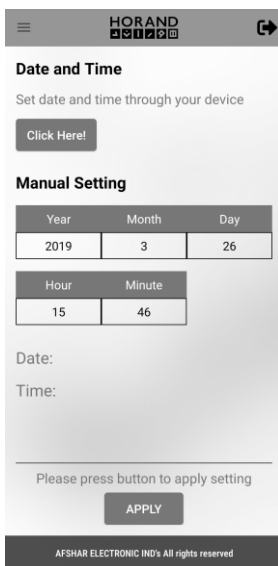 HORAND
Date and Time
Set date and time through your device
Click Here!
Manual Setting
Year Month Day
2019 3 26
Hour Minute
15 46
Date:
Time:
Please press button to apply setting
APPLY
AFSHAR ELECTRONIC IND's All rights reserved